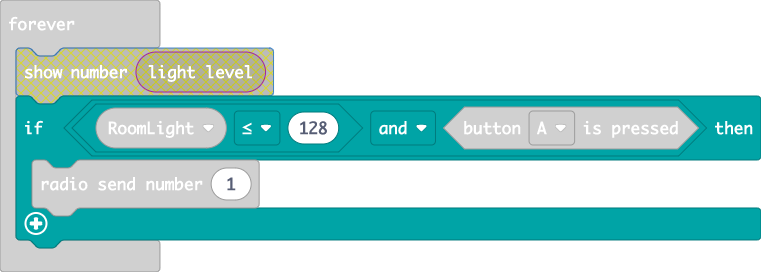 forever
show number light level
if RoomLight ≤ 128 and button A is pressed then
radio send number 1